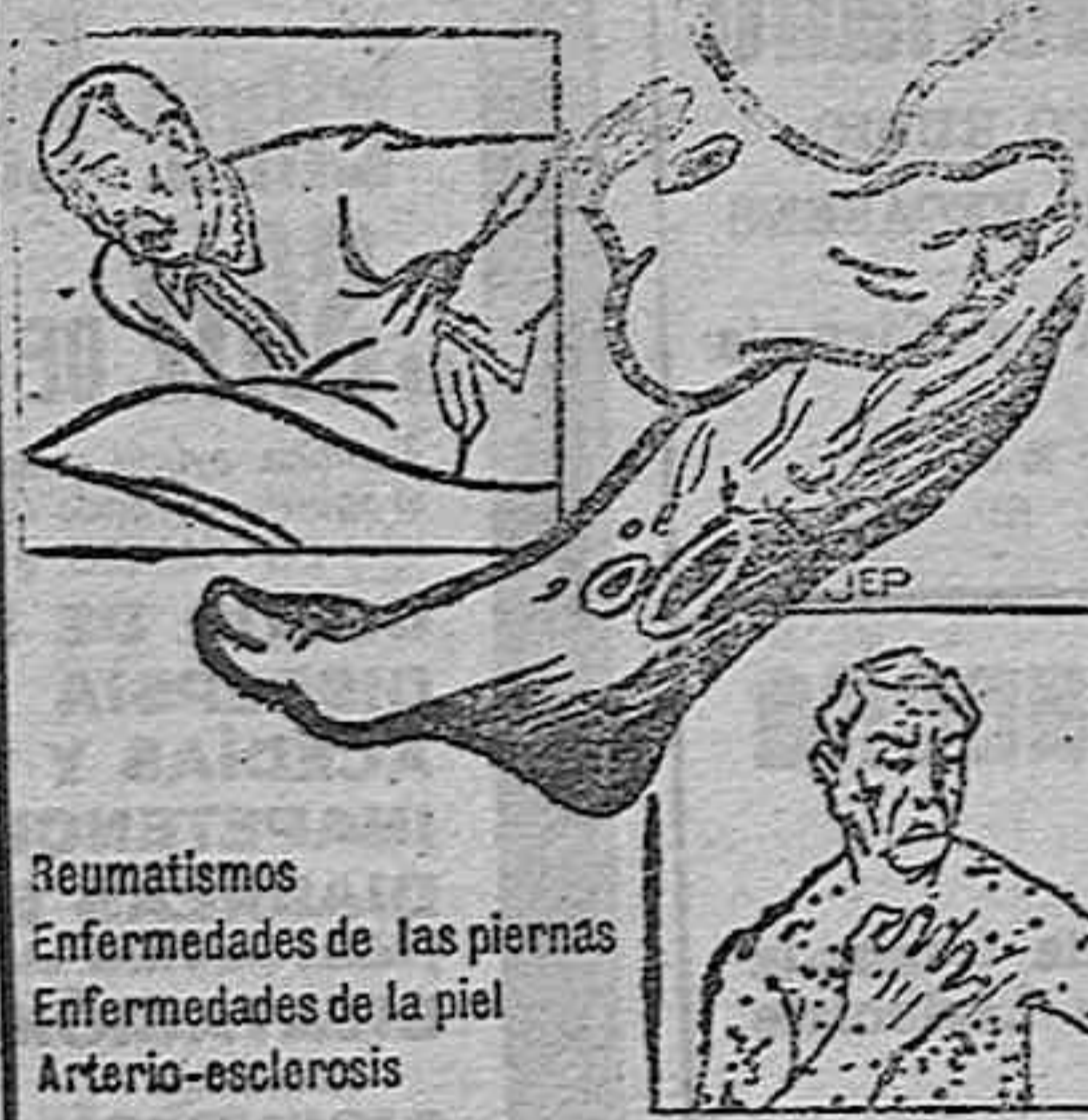 JEP
Reumatismos
Enfermedades de las piernas
Enfermedades de la piel
Arterio-esclerosis